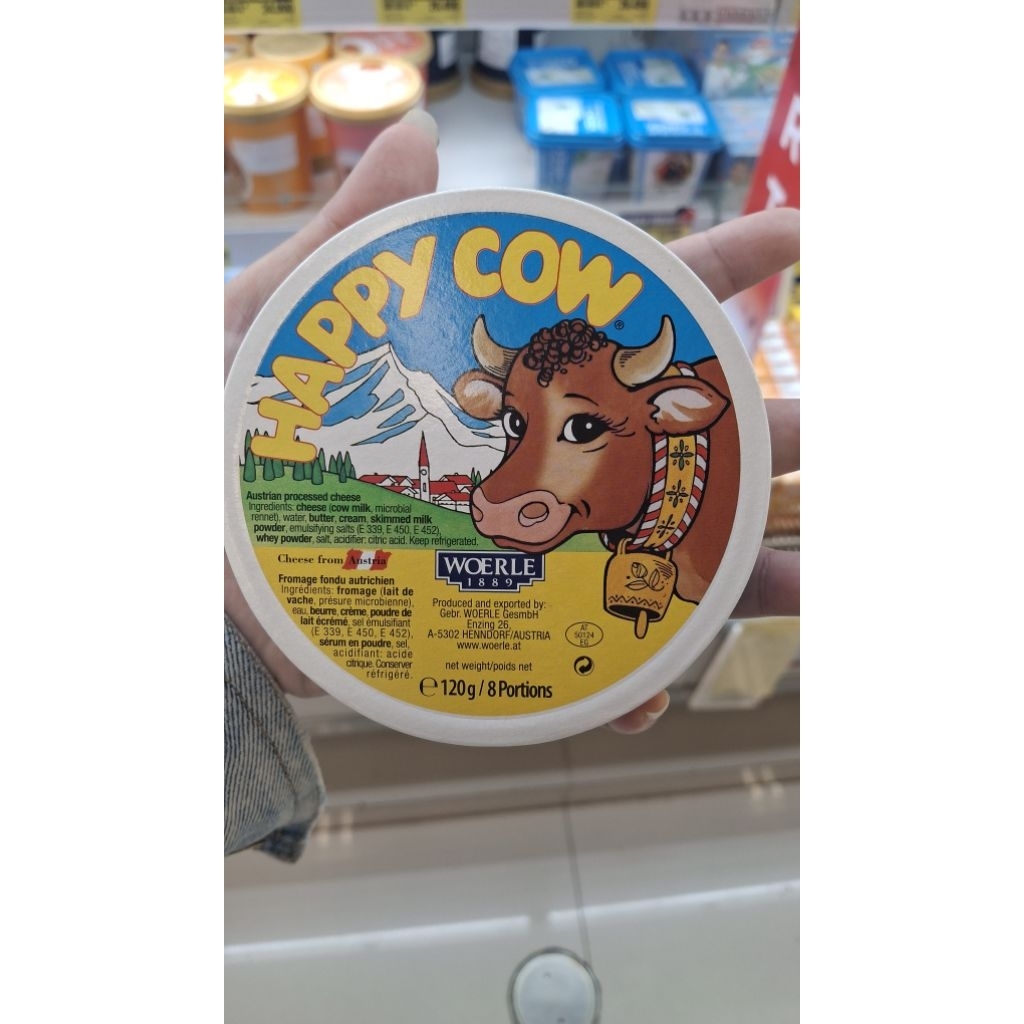 HAPPY COW
®
Austrian processed cheese
Ingredients: cheese (cow milk, microbial
rennet), water, butter, cream, skimmed milk
powder, emulsifying salts (E 339, E 450, E 452),
whey powder, salt, acidifier: citric acid. Keep refrigerated.
Cheese from Austria
Fromage fondu autrichien
Ingrédients: fromage (lait de
vache, présure microbienne),
eau, beurre, crème, poudre de
lait écrémé, sel émulsifiant
(E 339, E 450, E 452),
sérum en poudre, sel,
acidifiant: acide
citrique. Conserver
réfrigéré.
WOERLE
1889
Produced and exported by:
Gebr. WOERLE GesmbH
Enzing 26,
A-5302 HENNDORF/AUSTRIA
www.woerle.at
AT
50124
EG
net weight/poids net
℮ 120 g / 8 Portions